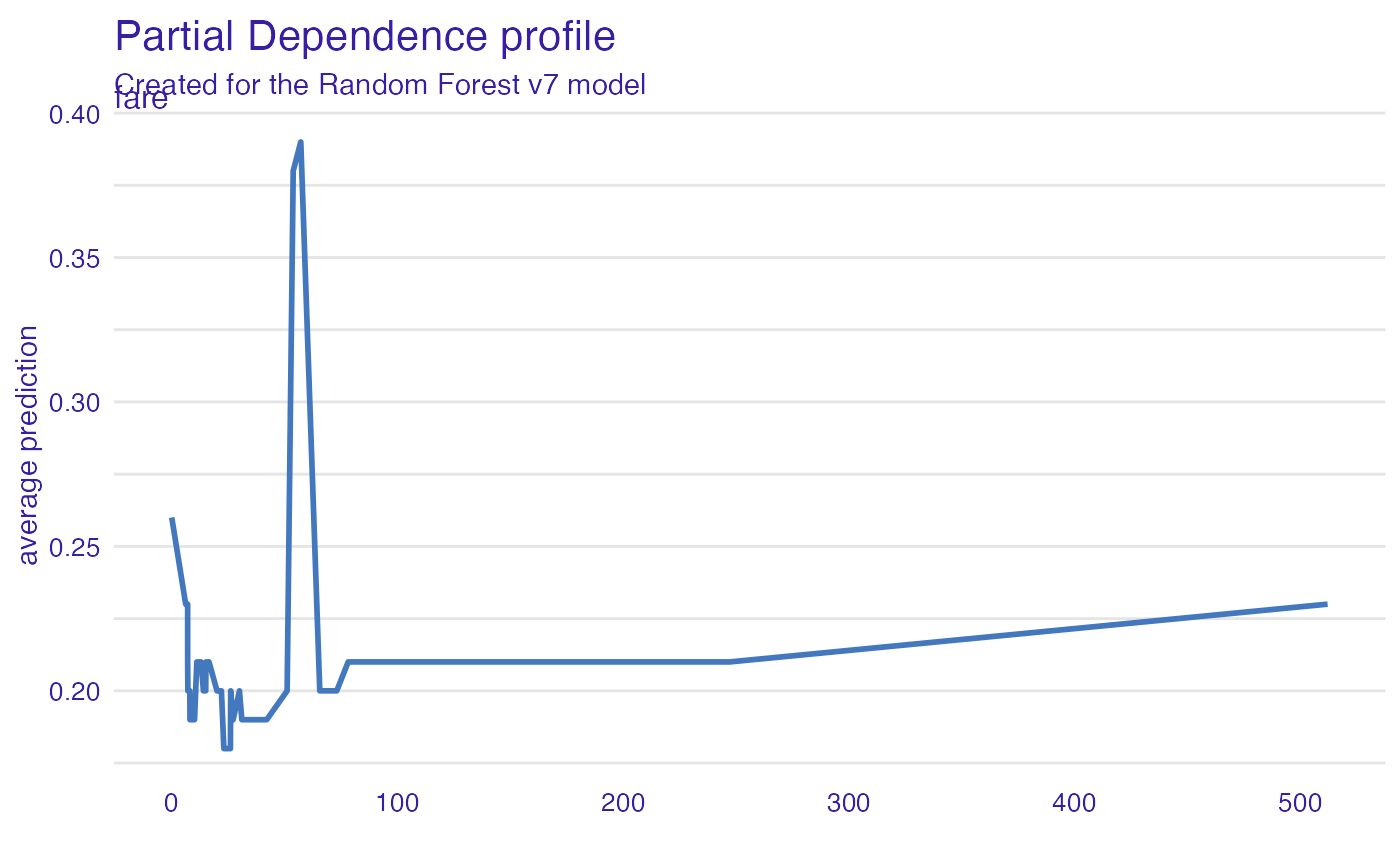 Partial Dependence profile
Created for the Random Forest v7 model
fare
average prediction
0.40
0.35
0.30
0.25
0.20
0 100 200 300 400 500